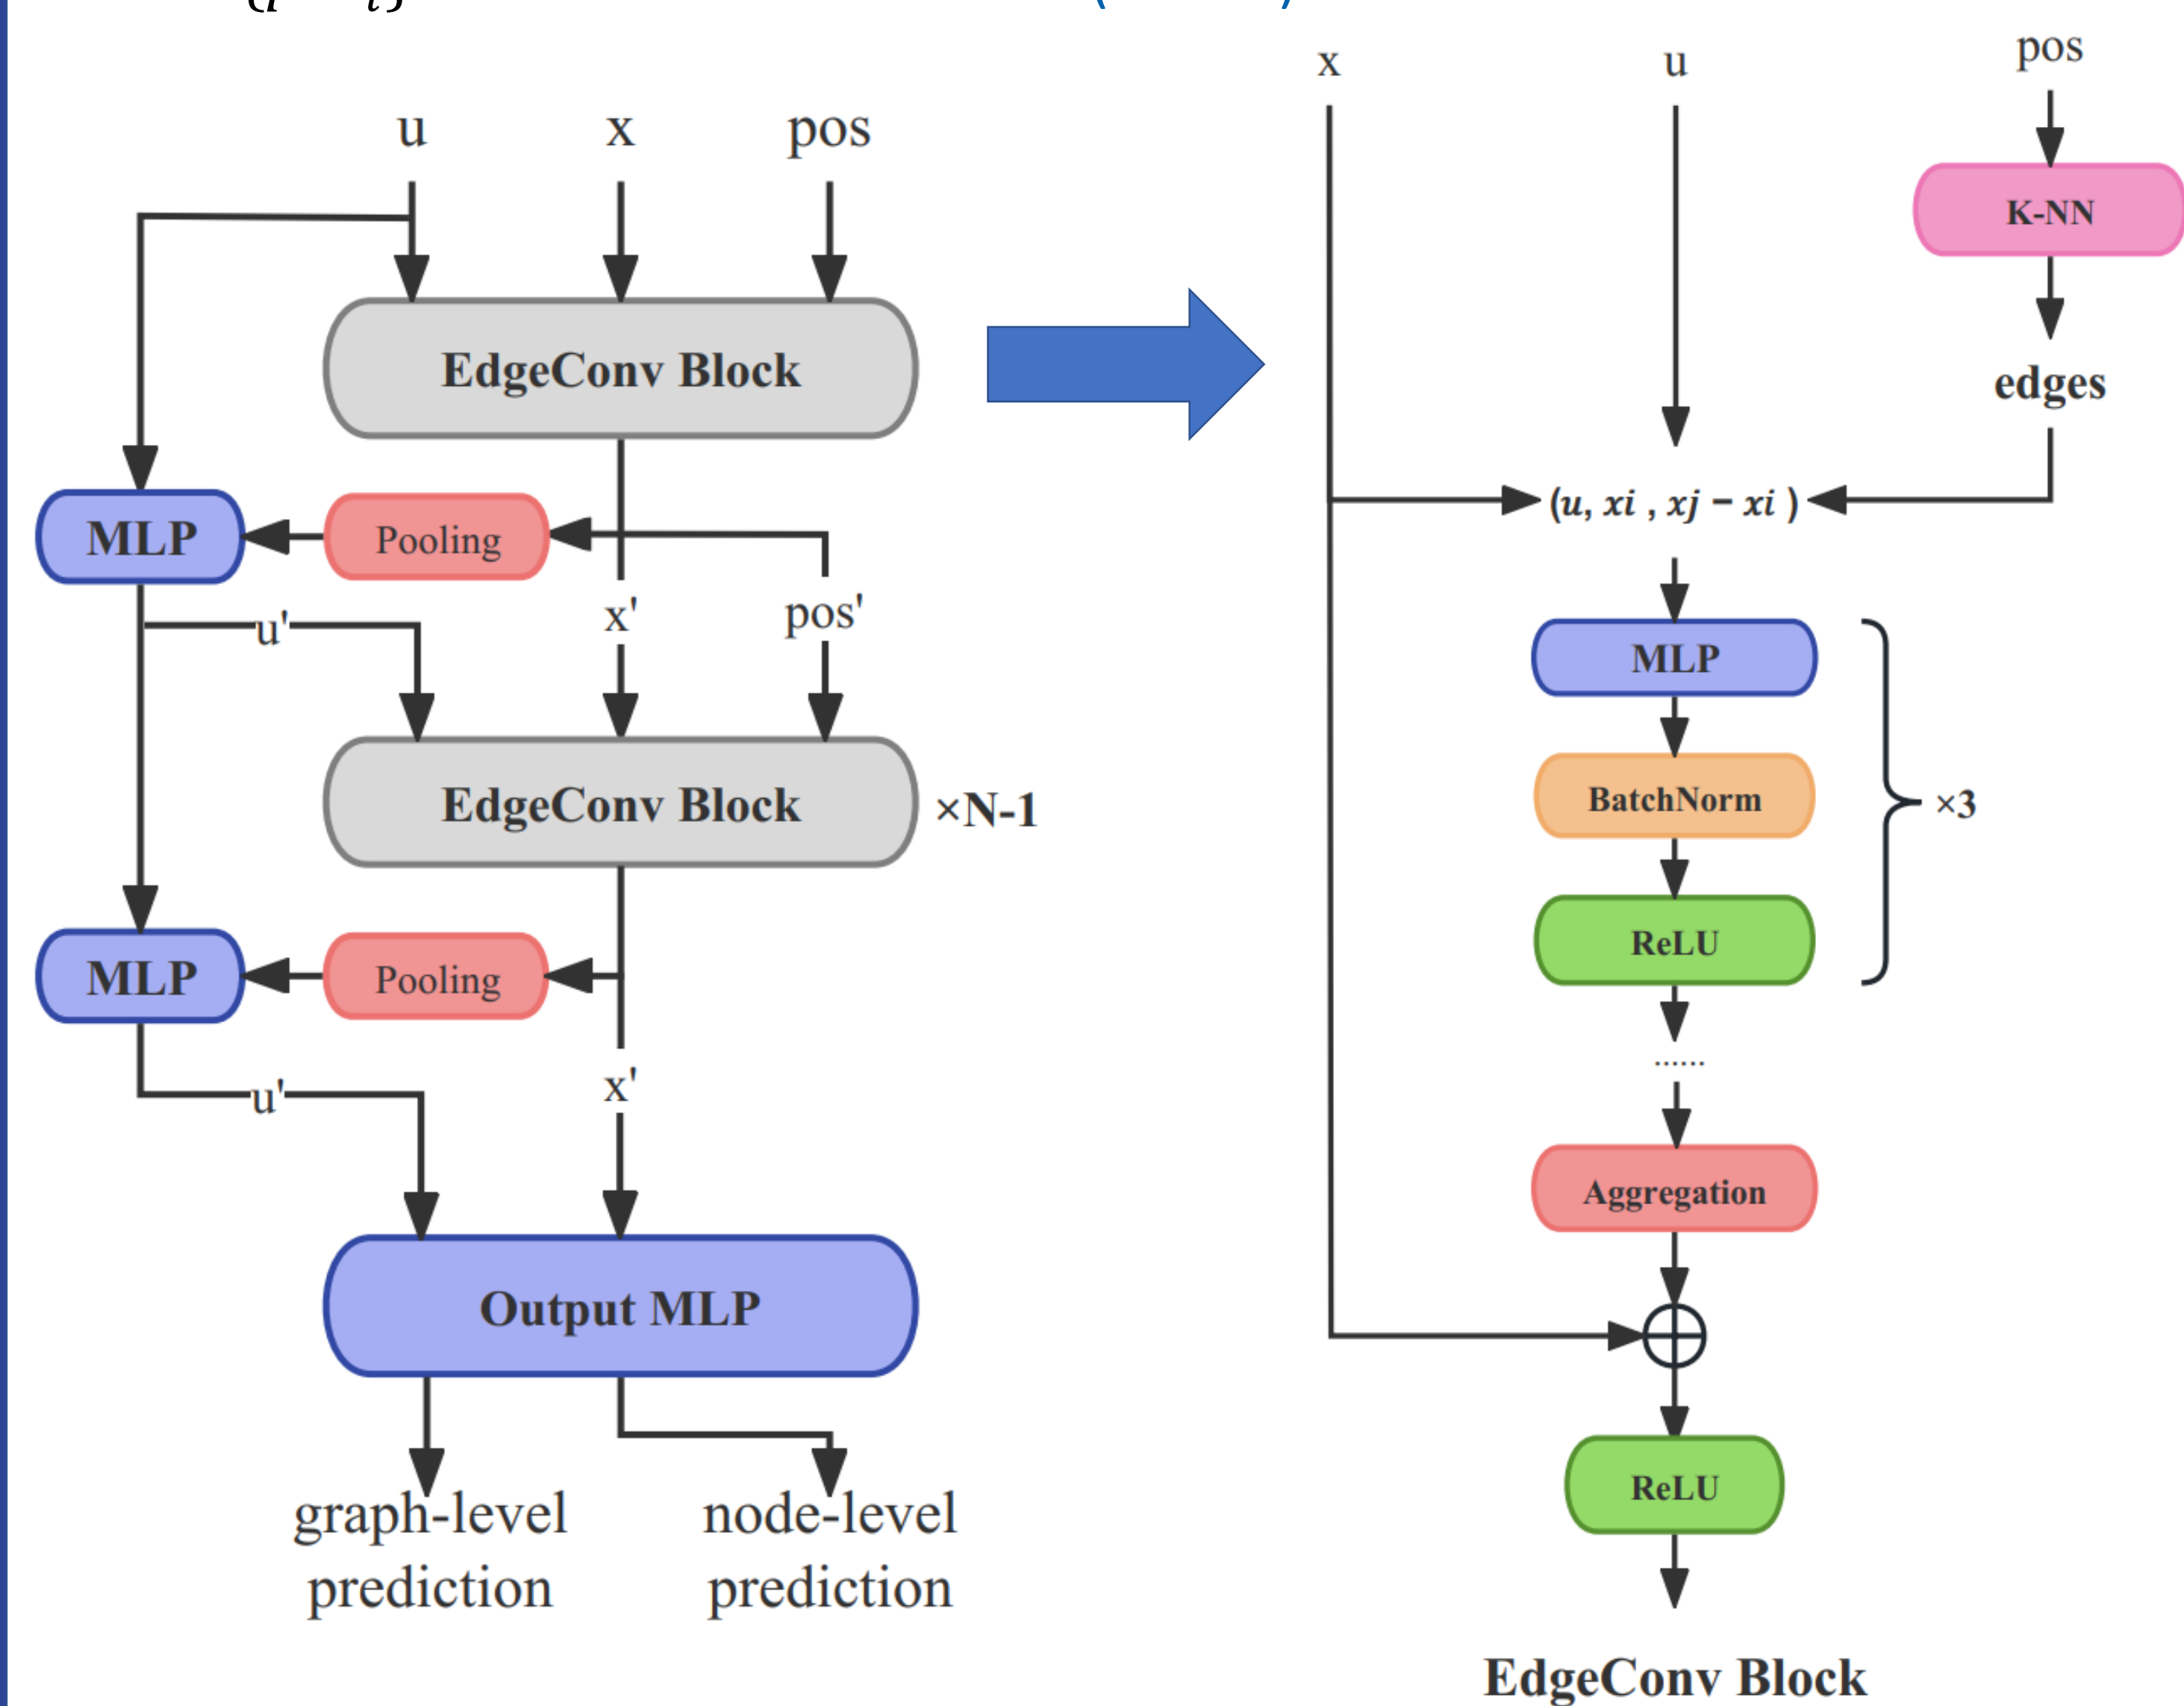 u
x
pos
EdgeConv Block
MLP
Pooling
u'
x'
pos'
EdgeConv Block
×N-1
MLP
Pooling
u'
x'
Output MLP
graph-level
prediction
node-level
prediction
x
u
pos
K-NN
edges
(u, xi , xj − xi )
MLP
BatchNorm
×3
ReLU
......
Aggregation
ReLU
EdgeConv Block